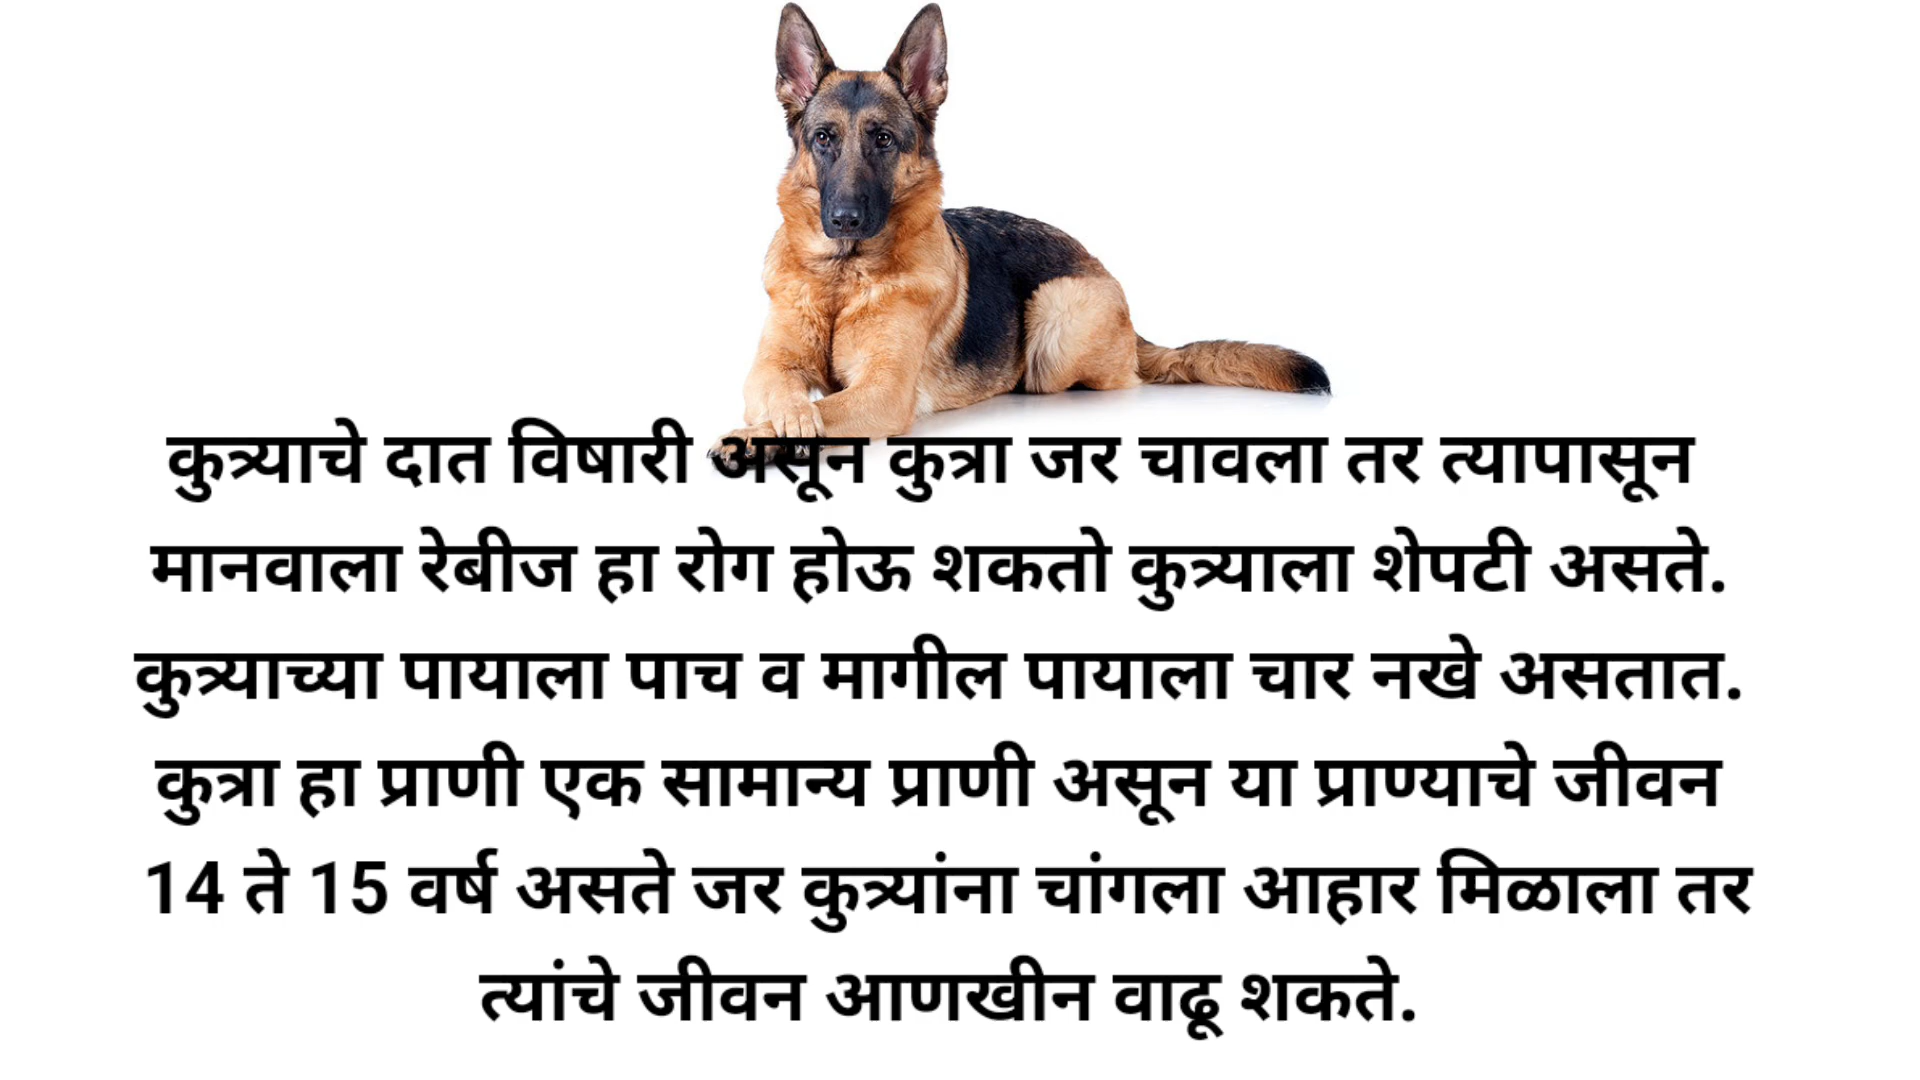 कुत्र्याचे दात विषारी असून कुत्रा जर चावला तर त्यापासून
मानवाला रेबीज हा रोग होऊ शकतो कुत्र्याला शेपटी असते.
कुत्र्याच्या पायाला पाच व मागील पायाला चार नखे असतात.
कुत्रा हा प्राणी एक सामान्य प्राणी असून या प्राण्याचे जीवन
14 ते 15 वर्ष असते जर कुत्र्यांना चांगला आहार मिळाला तर
त्यांचे जीवन आणखीन वाढू शकते.